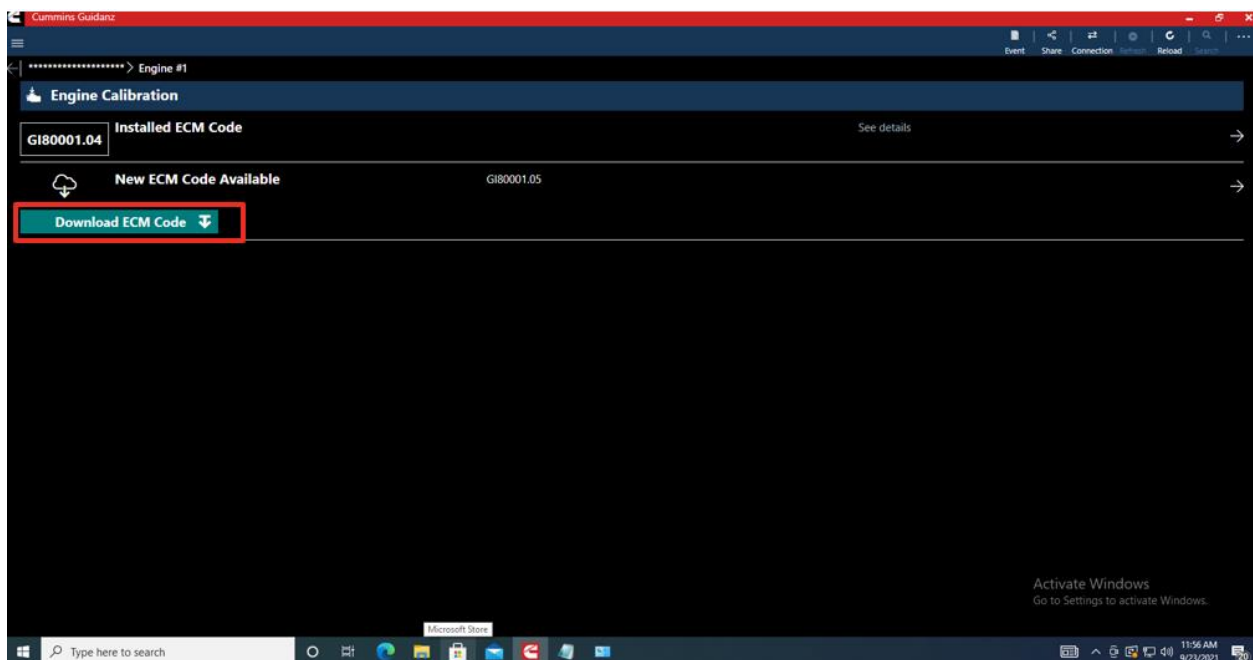 Cummins Guidanz
Event Share Connection Refresh Reload Search
********************* > Engine #1
Engine Calibration
GI80001.04 Installed ECM Code See details
New ECM Code Available GI80001.05
Download ECM Code
Activate Windows
Go to Settings to activate Windows.
Microsoft Store
Type here to search
11:56 AM
9/23/2021
20